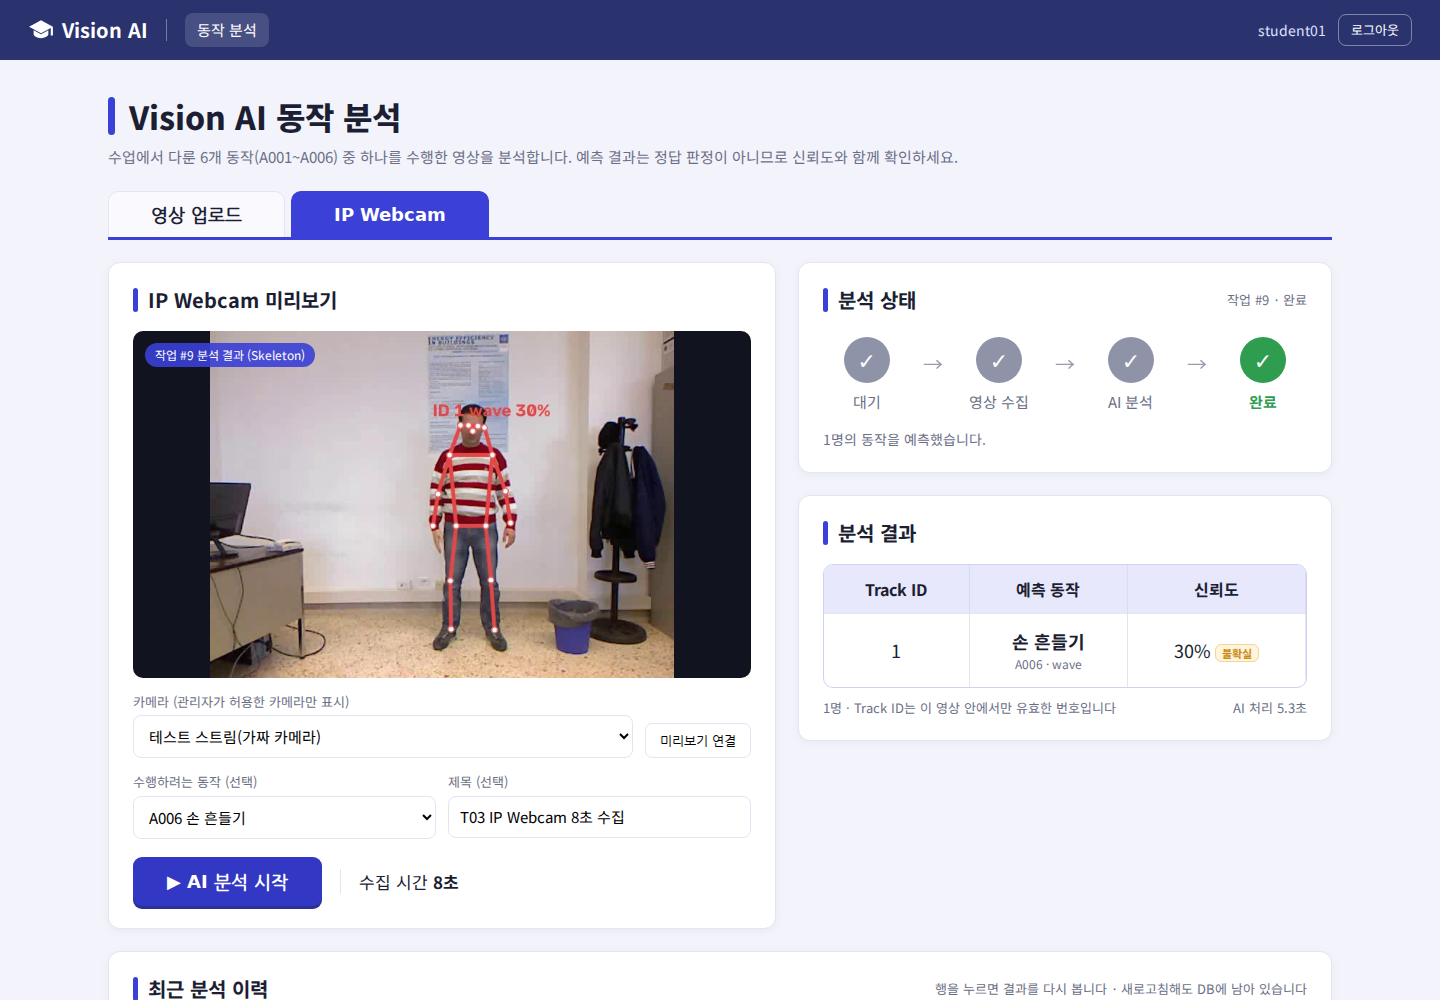 Vision AI
동작 분석
student01
로그아웃
Vision AI 동작 분석
수업에서 다룬 6개 동작(A001~A006) 중 하나를 수행한 영상을 분석합니다. 예측 결과는 정답 판정이 아니므로 신뢰도와 함께 확인하세요.
영상 업로드
IP Webcam
IP Webcam 미리보기
작업 #9 분석 결과 (Skeleton)
ENERGY EFFICIENCY
IN BUILDINGS
ID 1 wave 30%
카메라 (관리자가 허용한 카메라만 표시)
테스트 스트림(가짜 카메라)
미리보기 연결
수행하려는 동작 (선택)
제목 (선택)
A006 손 흔들기
T03 IP Webcam 8초 수집
▶ AI 분석 시작
수집 시간 8초
분석 상태
작업 #9 · 완료
✓ → ✓ → ✓ → ✓
대기
영상 수집
AI 분석
완료
1명의 동작을 예측했습니다.
분석 결과
Track ID
예측 동작
신뢰도
1
손 흔들기
A006 · wave
30% 불확실
1명 · Track ID는 이 영상 안에서만 유효한 번호입니다
AI 처리 5.3초
최근 분석 이력
행을 누르면 결과를 다시 봅니다 · 새로고침해도 DB에 남아 있습니다